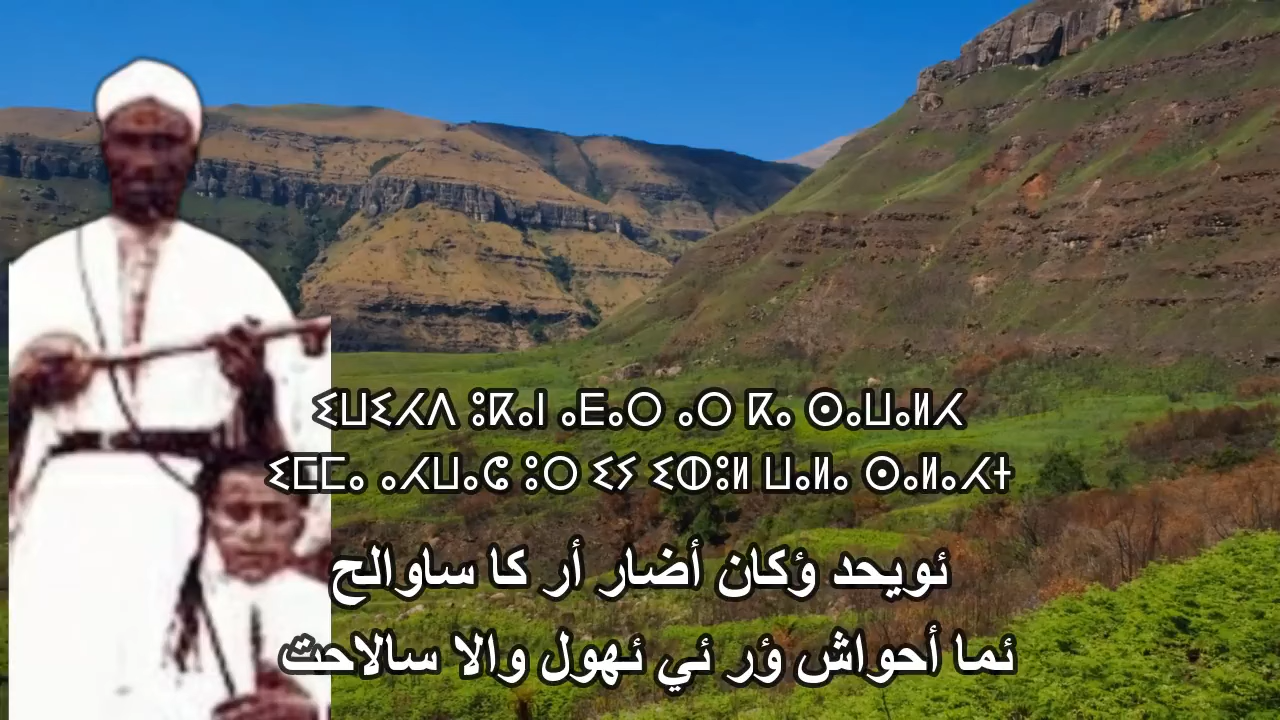 ⵉⵡⵉⵃⴷ ⵓⴽⴰⵏ ⴰⴹⴰⵔ ⴰⵔ ⴽⴰ ⵙⴰⵡⴰⵍⵃ
ⵉⵎⵎⴰ ⴰⵃⵡⴰⵛ ⵓⵔ ⵉⵢ ⵉⵀⵓⵍ ⵡⴰⵍⴰ ⵙⴰⵍⴰⵃⵜ
ئويحد ؤكان أضار أر كا ساوالح
ئما أحواش ؤر ئي ئهول والا سالاحت